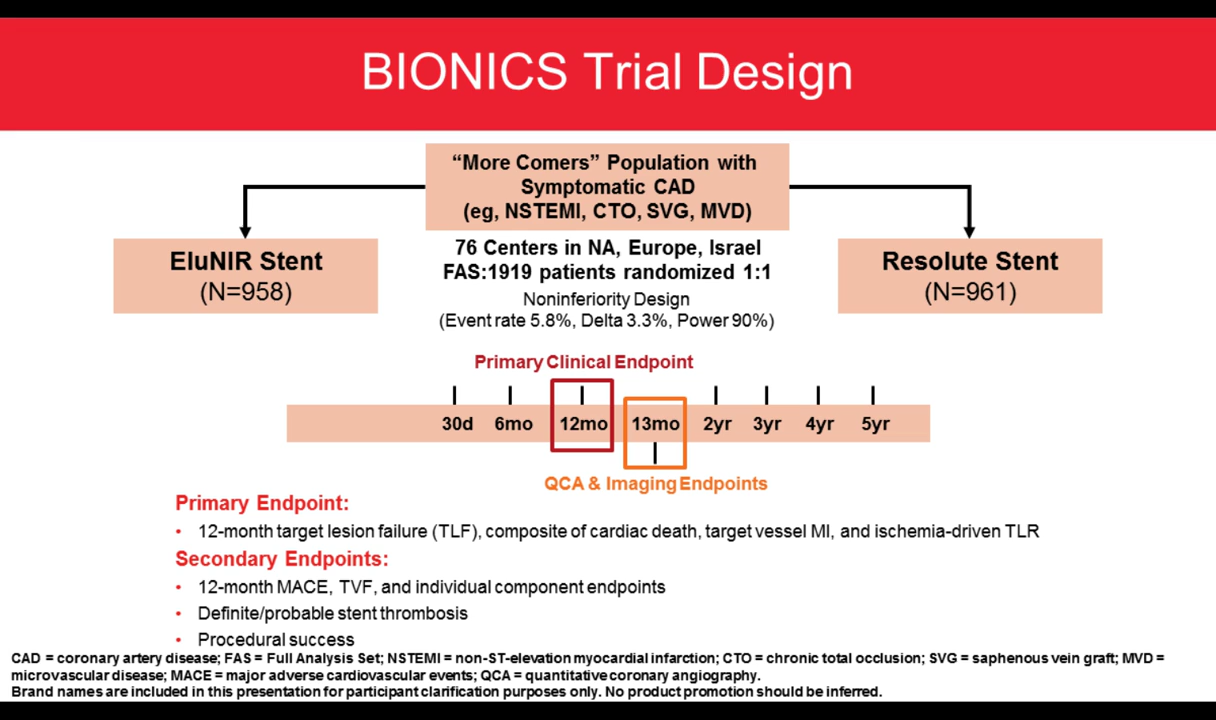 BIONICS Trial Design
“More Comers” Population with
Symptomatic CAD
(eg, NSTEMI, CTO, SVG, MVD)
EluNIR Stent
(N=958)
76 Centers in NA, Europe, Israel
FAS:1919 patients randomized 1:1
Noninferiority Design
(Event rate 5.8%, Delta 3.3%, Power 90%)
Resolute Stent
(N=961)
Primary Clinical Endpoint
30d 6mo 12mo 13mo 2yr 3yr 4yr 5yr
QCA & Imaging Endpoints
Primary Endpoint:
• 12-month target lesion failure (TLF), composite of cardiac death, target vessel MI, and ischemia-driven TLR
Secondary Endpoints:
• 12-month MACE, TVF, and individual component endpoints
• Definite/probable stent thrombosis
• Procedural success
CAD = coronary artery disease; FAS = Full Analysis Set; NSTEMI = non-ST-elevation myocardial infarction; CTO = chronic total occlusion; SVG = saphenous vein graft; MVD =
microvascular disease; MACE = major adverse cardiovascular events; QCA = quantitative coronary angiography.
Brand names are included in this presentation for participant clarification purposes only. No product promotion should be inferred.